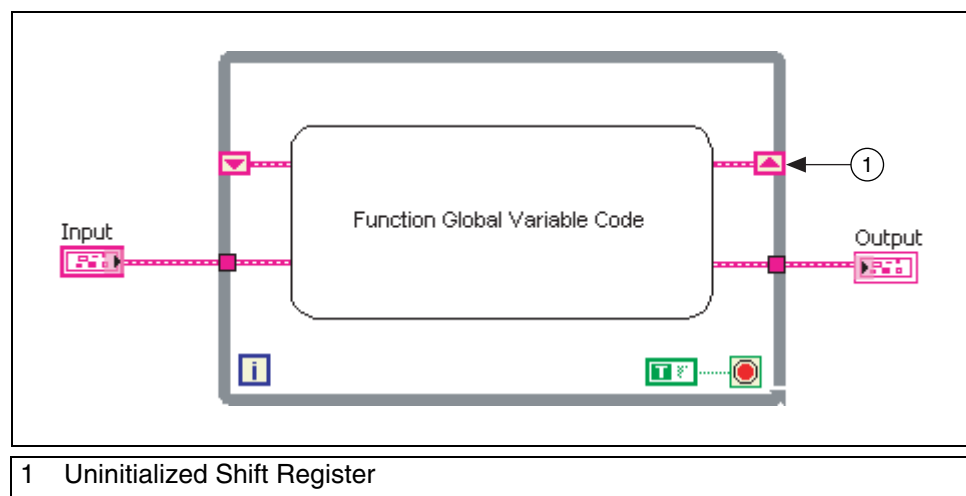 1
Function Global Variable Code
Input
Output
i
T
1 Uninitialized Shift Register